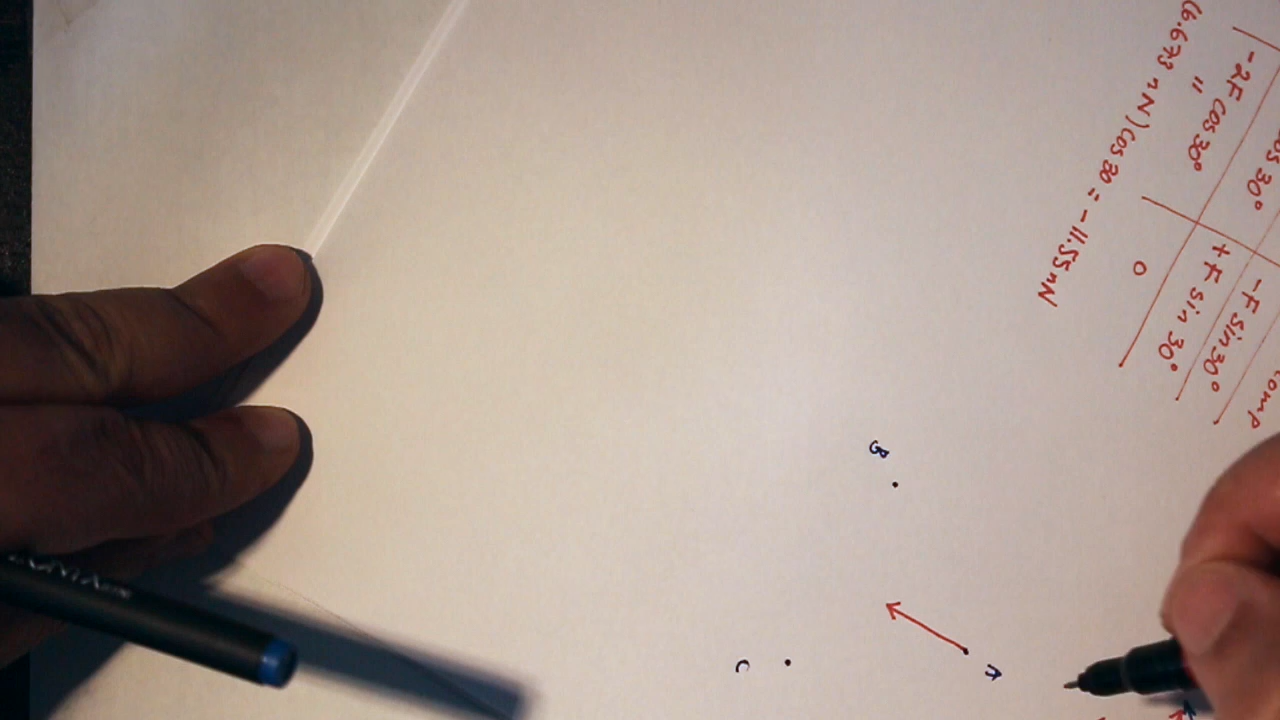 cos 30° | -F sin 30°
-2F cos 30° | +F sin 30°
" | 0
(6.673 nN) cos 30 = -11.55 nN
comp
A
B
C